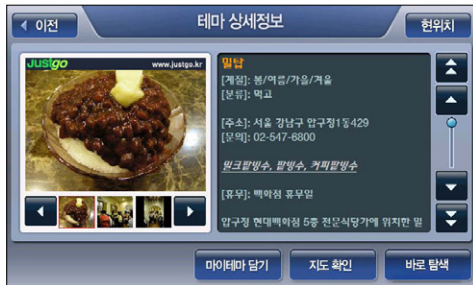 이전
테마 상세정보
현위치
Justgo www.justgo.kr
밀탑
[계절]: 봄/여름/가을/겨울
[분류]: 먹고
[주소]: 서울 강남구 압구정1동429
[문의]: 02-547-6800
밀크팥빙수, 팥빙수, 커피팥빙수
[휴무]: 백화점 휴무일
압구정 현대백화점 5층 전문식당가에 위치한 밀
마이테마 담기
지도 확인
바로 탐색